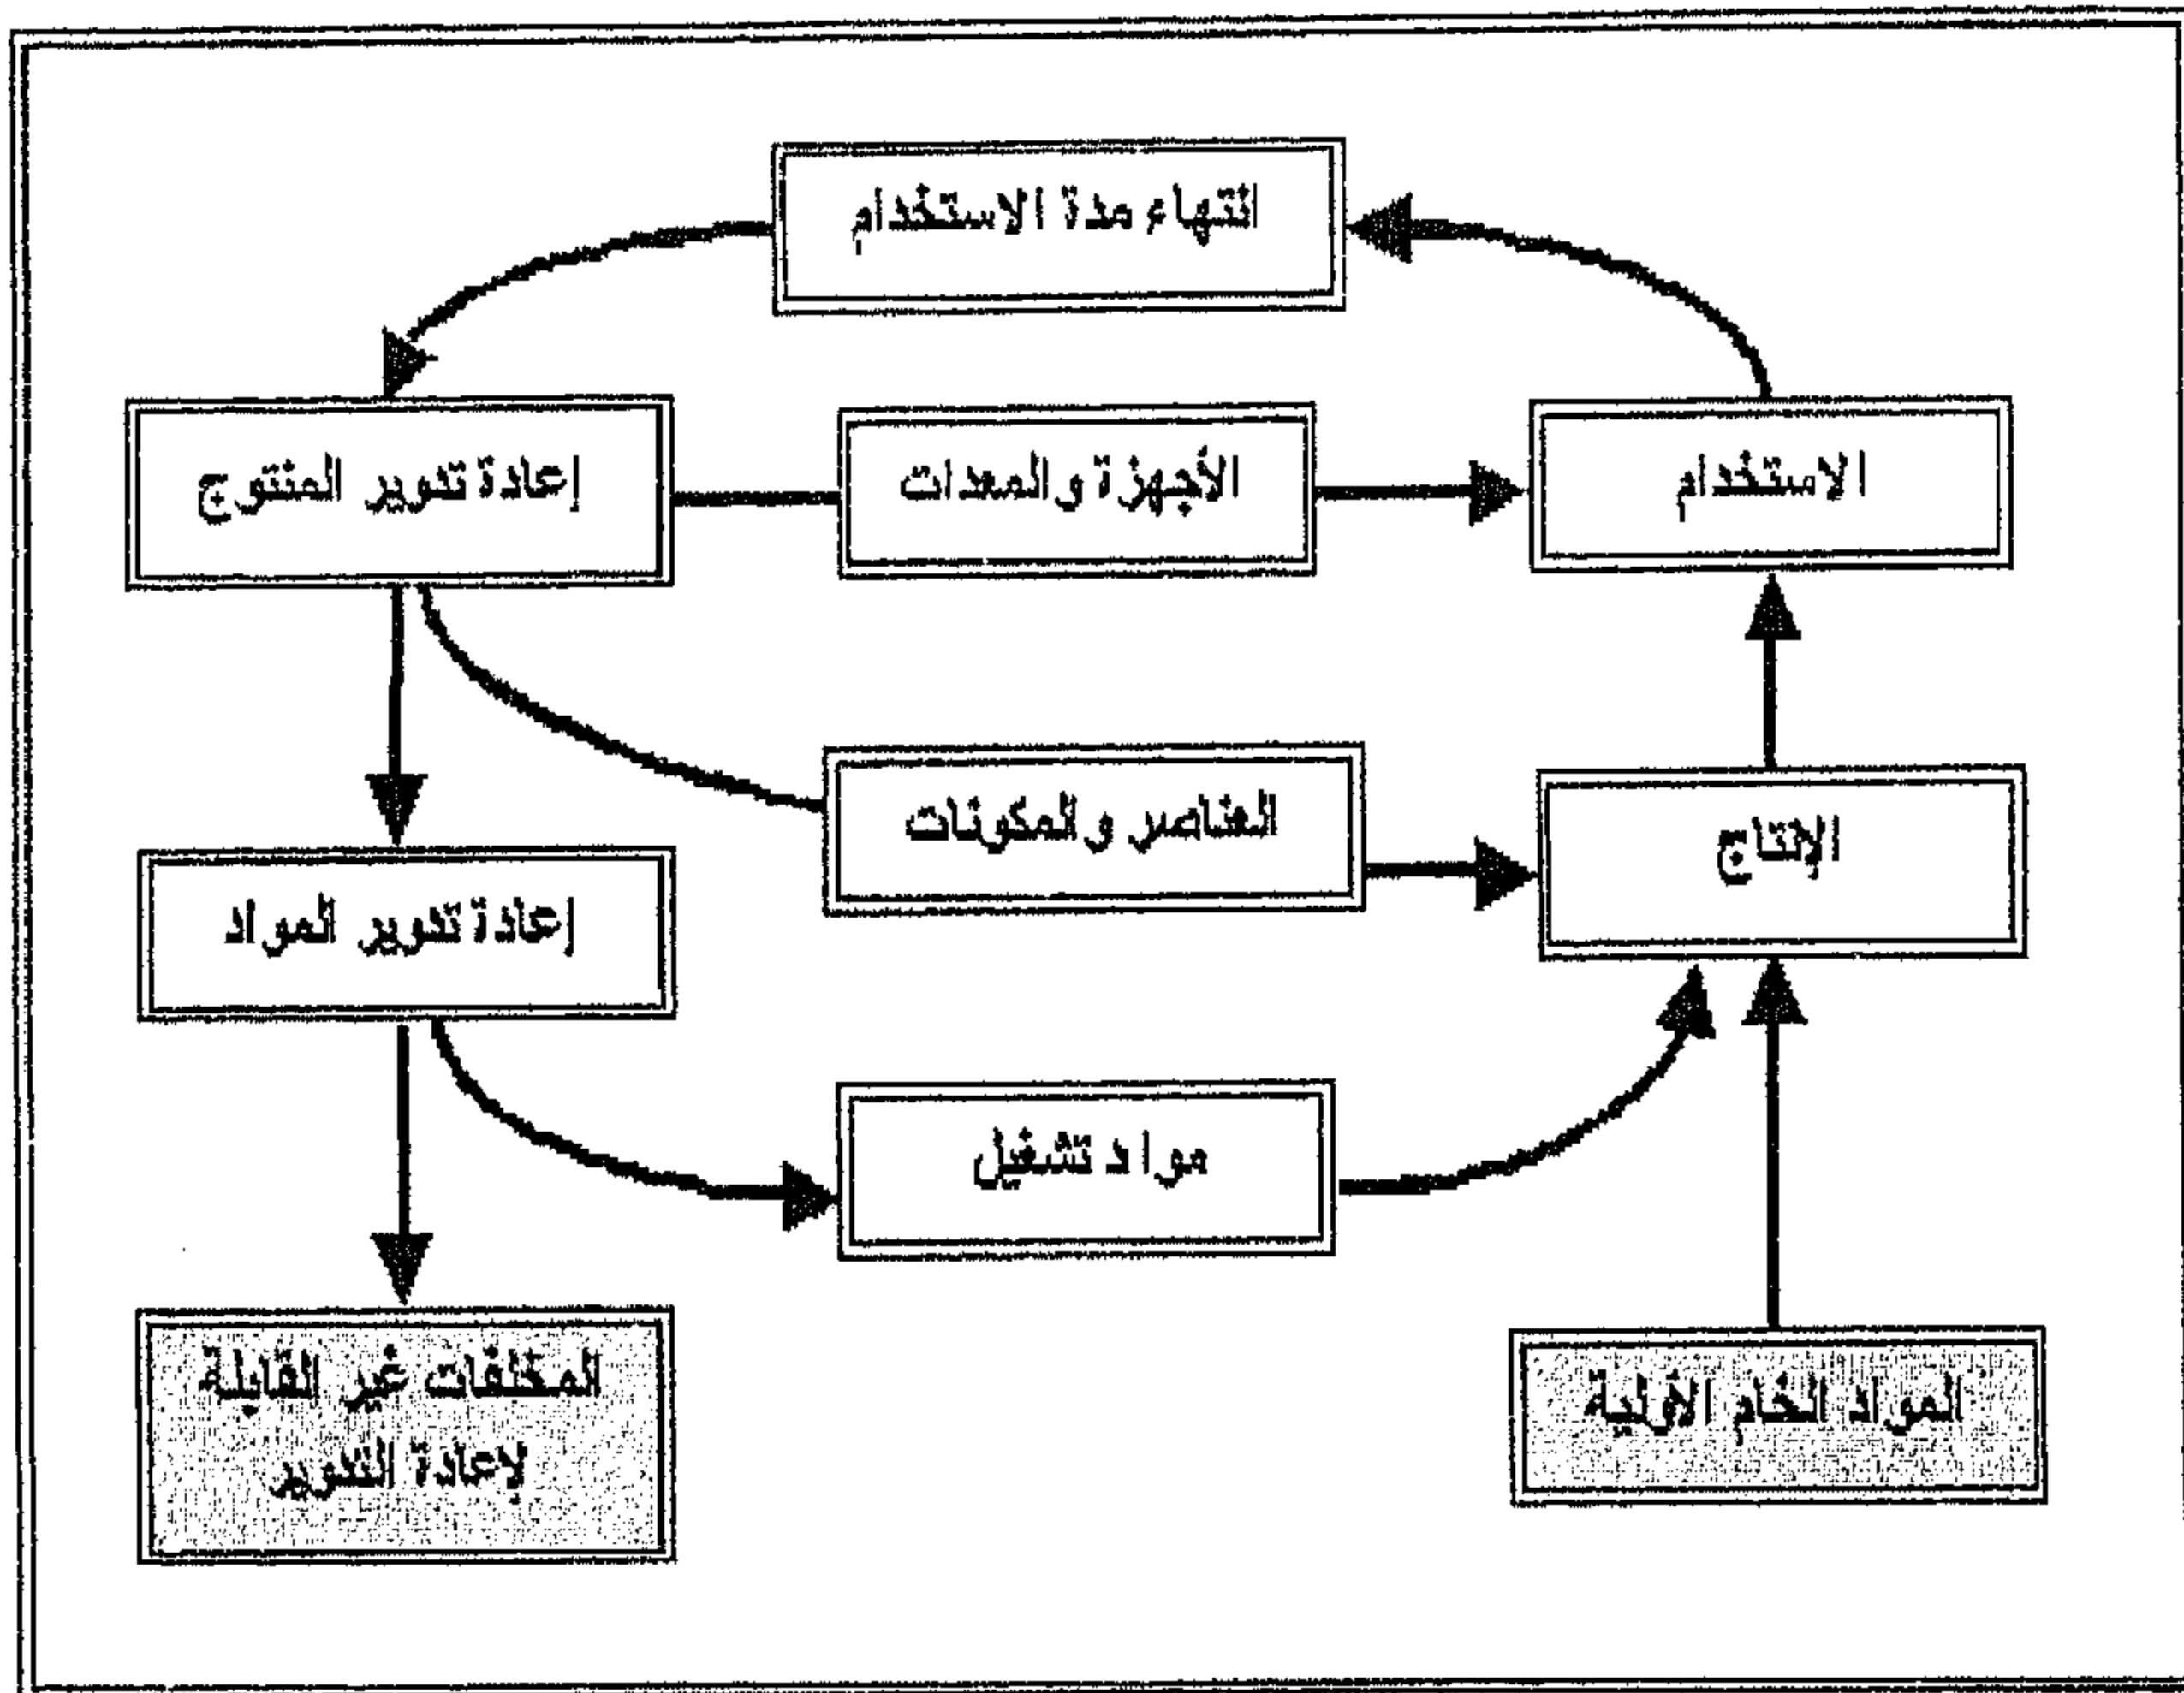 انتهاء مدة الاستخدام
الاستخدام
الأجهزة والمعدات
إعادة تدوير المنتوج
الإنتاج
العناصر والمكونات
إعادة تدوير المواد
مواد تشغيل
المواد الخام الأولية
المخلفات غير القابلة
لإعادة التدوير